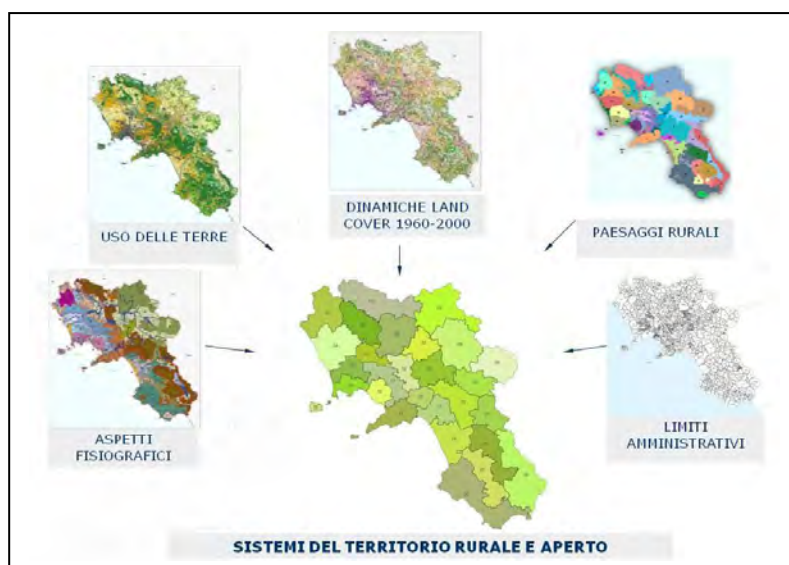 USO DELLE TERRE
DINAMICHE LAND
COVER 1960-2000
PAESAGGI RURALI
ASPETTI
FISIOGRAFICI
LIMITI
AMMINISTRATIVI
SISTEMI DEL TERRITORIO RURALE E APERTO